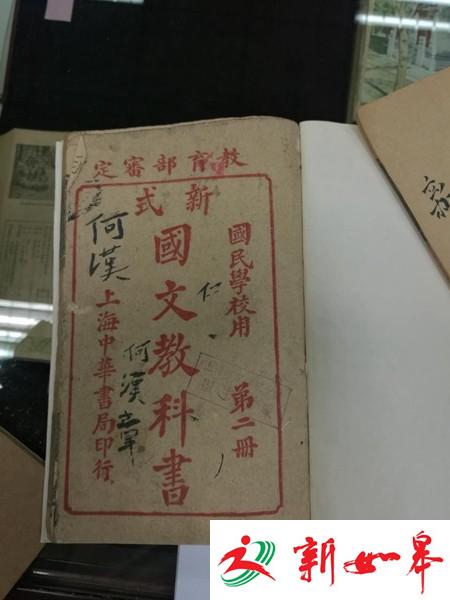 教育部審定
新式
國民學校用 第二冊
仁
國文教科書
何漢
上海中華書局印行
何漢
新如皋